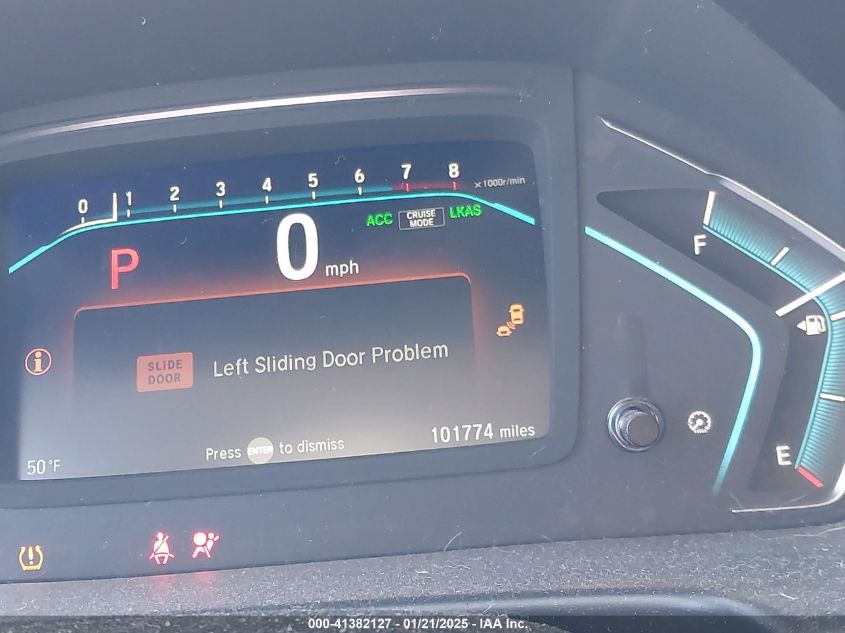 0 1 2 3 4 5 6 7 8 x1000r/min
ACC CRUISE MODE LKAS
P 0 mph
F
SLIDE DOOR Left Sliding Door Problem
Press ENTER to dismiss
101774 miles
50°F
E
000-41382127 - 01/21/2025 - IAA Inc.